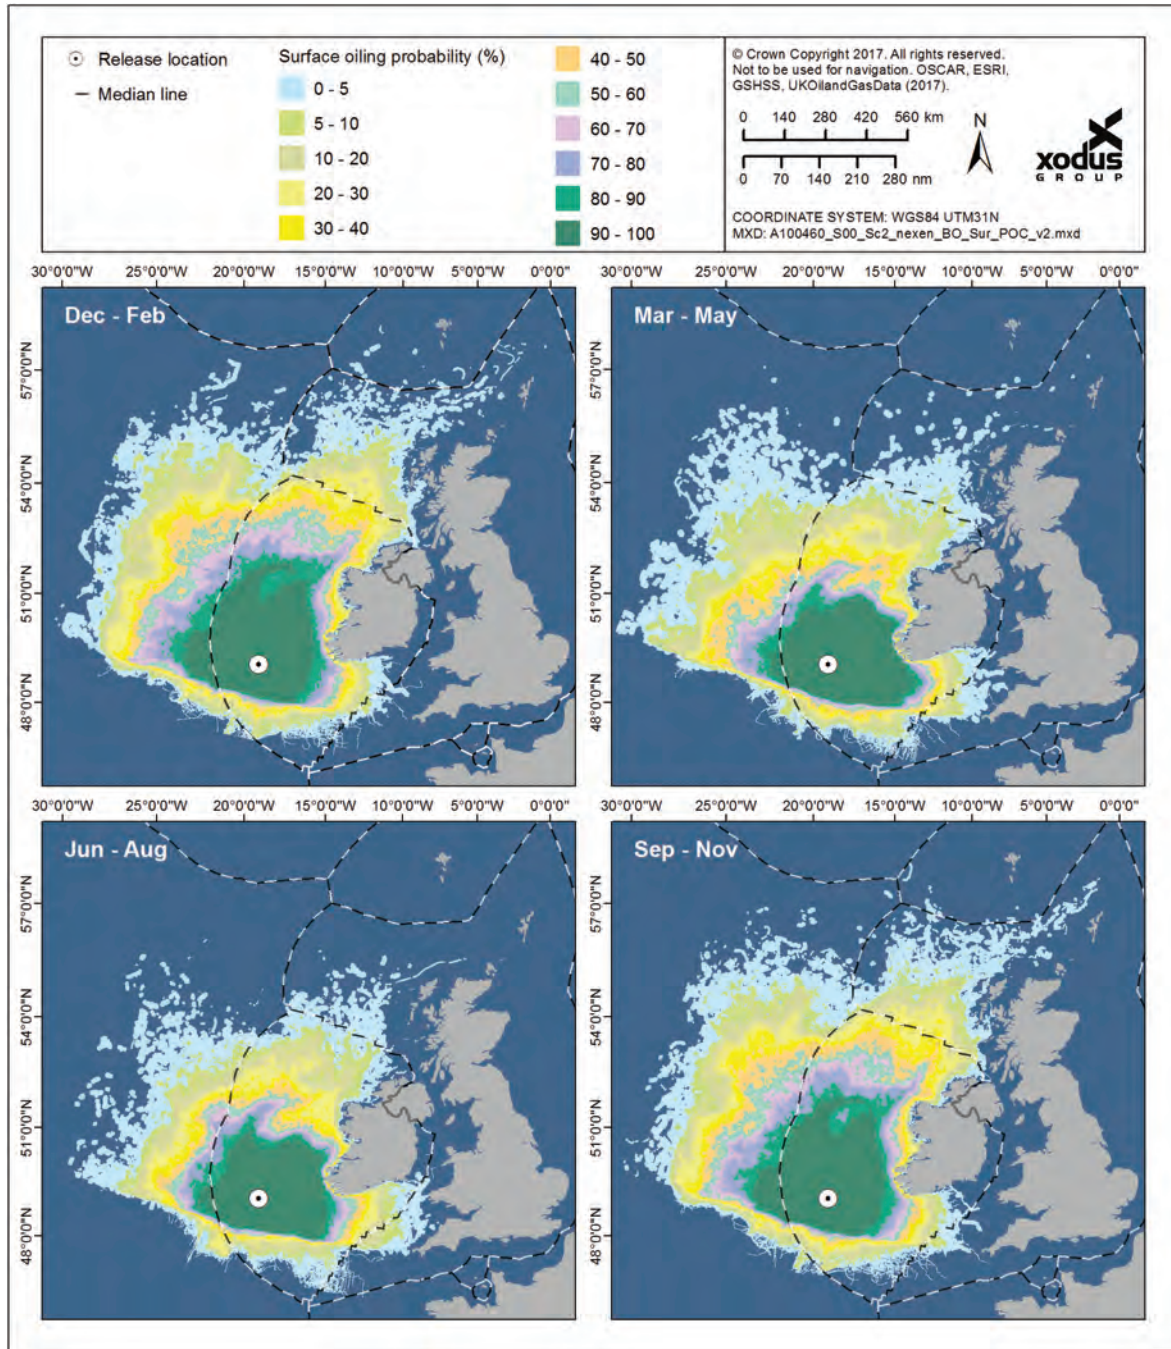 Release location
Median line
Surface oiling probability (%)
0 - 5
5 - 10
10 - 20
20 - 30
30 - 40
40 - 50
50 - 60
60 - 70
70 - 80
80 - 90
90 - 100
© Crown Copyright 2017. All rights reserved.
Not to be used for navigation. OSCAR, ESRI,
GSHSS, UKOilandGasData (2017).
0 140 280 420 560 km
0 70 140 210 280 nm
N
xodus
GROUP
COORDINATE SYSTEM: WGS84 UTM31N
MXD: A100460_S00_Sc2_nexen_BO_Sur_POC_v2.mxd
30°0'0"W 25°0'0"W 20°0'0"W 15°0'0"W 10°0'0"W 5°0'0"W 0°0'0"
30°0'0"W 25°0'0"W 20°0'0"W 15°0'0"W 10°0'0"W 5°0'0"W 0°0'0"
Dec - Feb
57°0'0"N
54°0'0"N
51°0'0"N
48°0'0"N
Mar - May
57°0'0"N
54°0'0"N
51°0'0"N
48°0'0"N
30°0'0"W 25°0'0"W 20°0'0"W 15°0'0"W 10°0'0"W 5°0'0"W 0°0'0"
30°0'0"W 25°0'0"W 20°0'0"W 15°0'0"W 10°0'0"W 5°0'0"W 0°0'0"
Jun - Aug
57°0'0"N
54°0'0"N
51°0'0"N
48°0'0"N
Sep - Nov
57°0'0"N
54°0'0"N
51°0'0"N
48°0'0"N